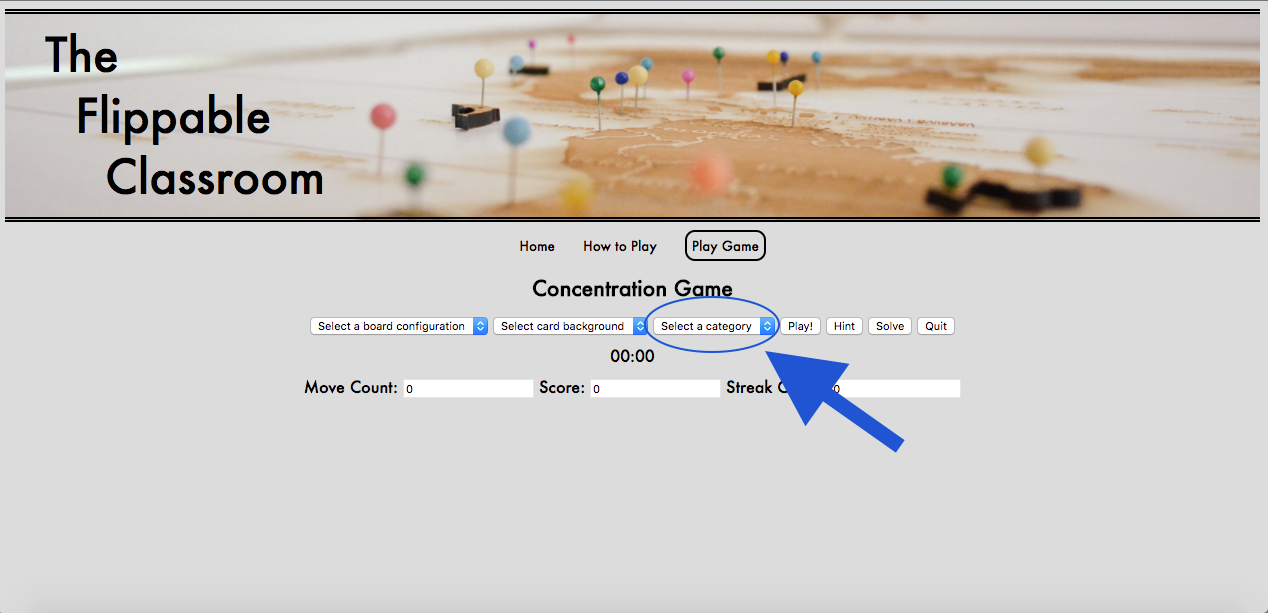 The
Flippable
Classroom
Home How to Play Play Game
Concentration Game
Select a board configuration Select card background Select a category Play! Hint Solve Quit
00:00
Move Count: 0 Score: 0 Streak 0